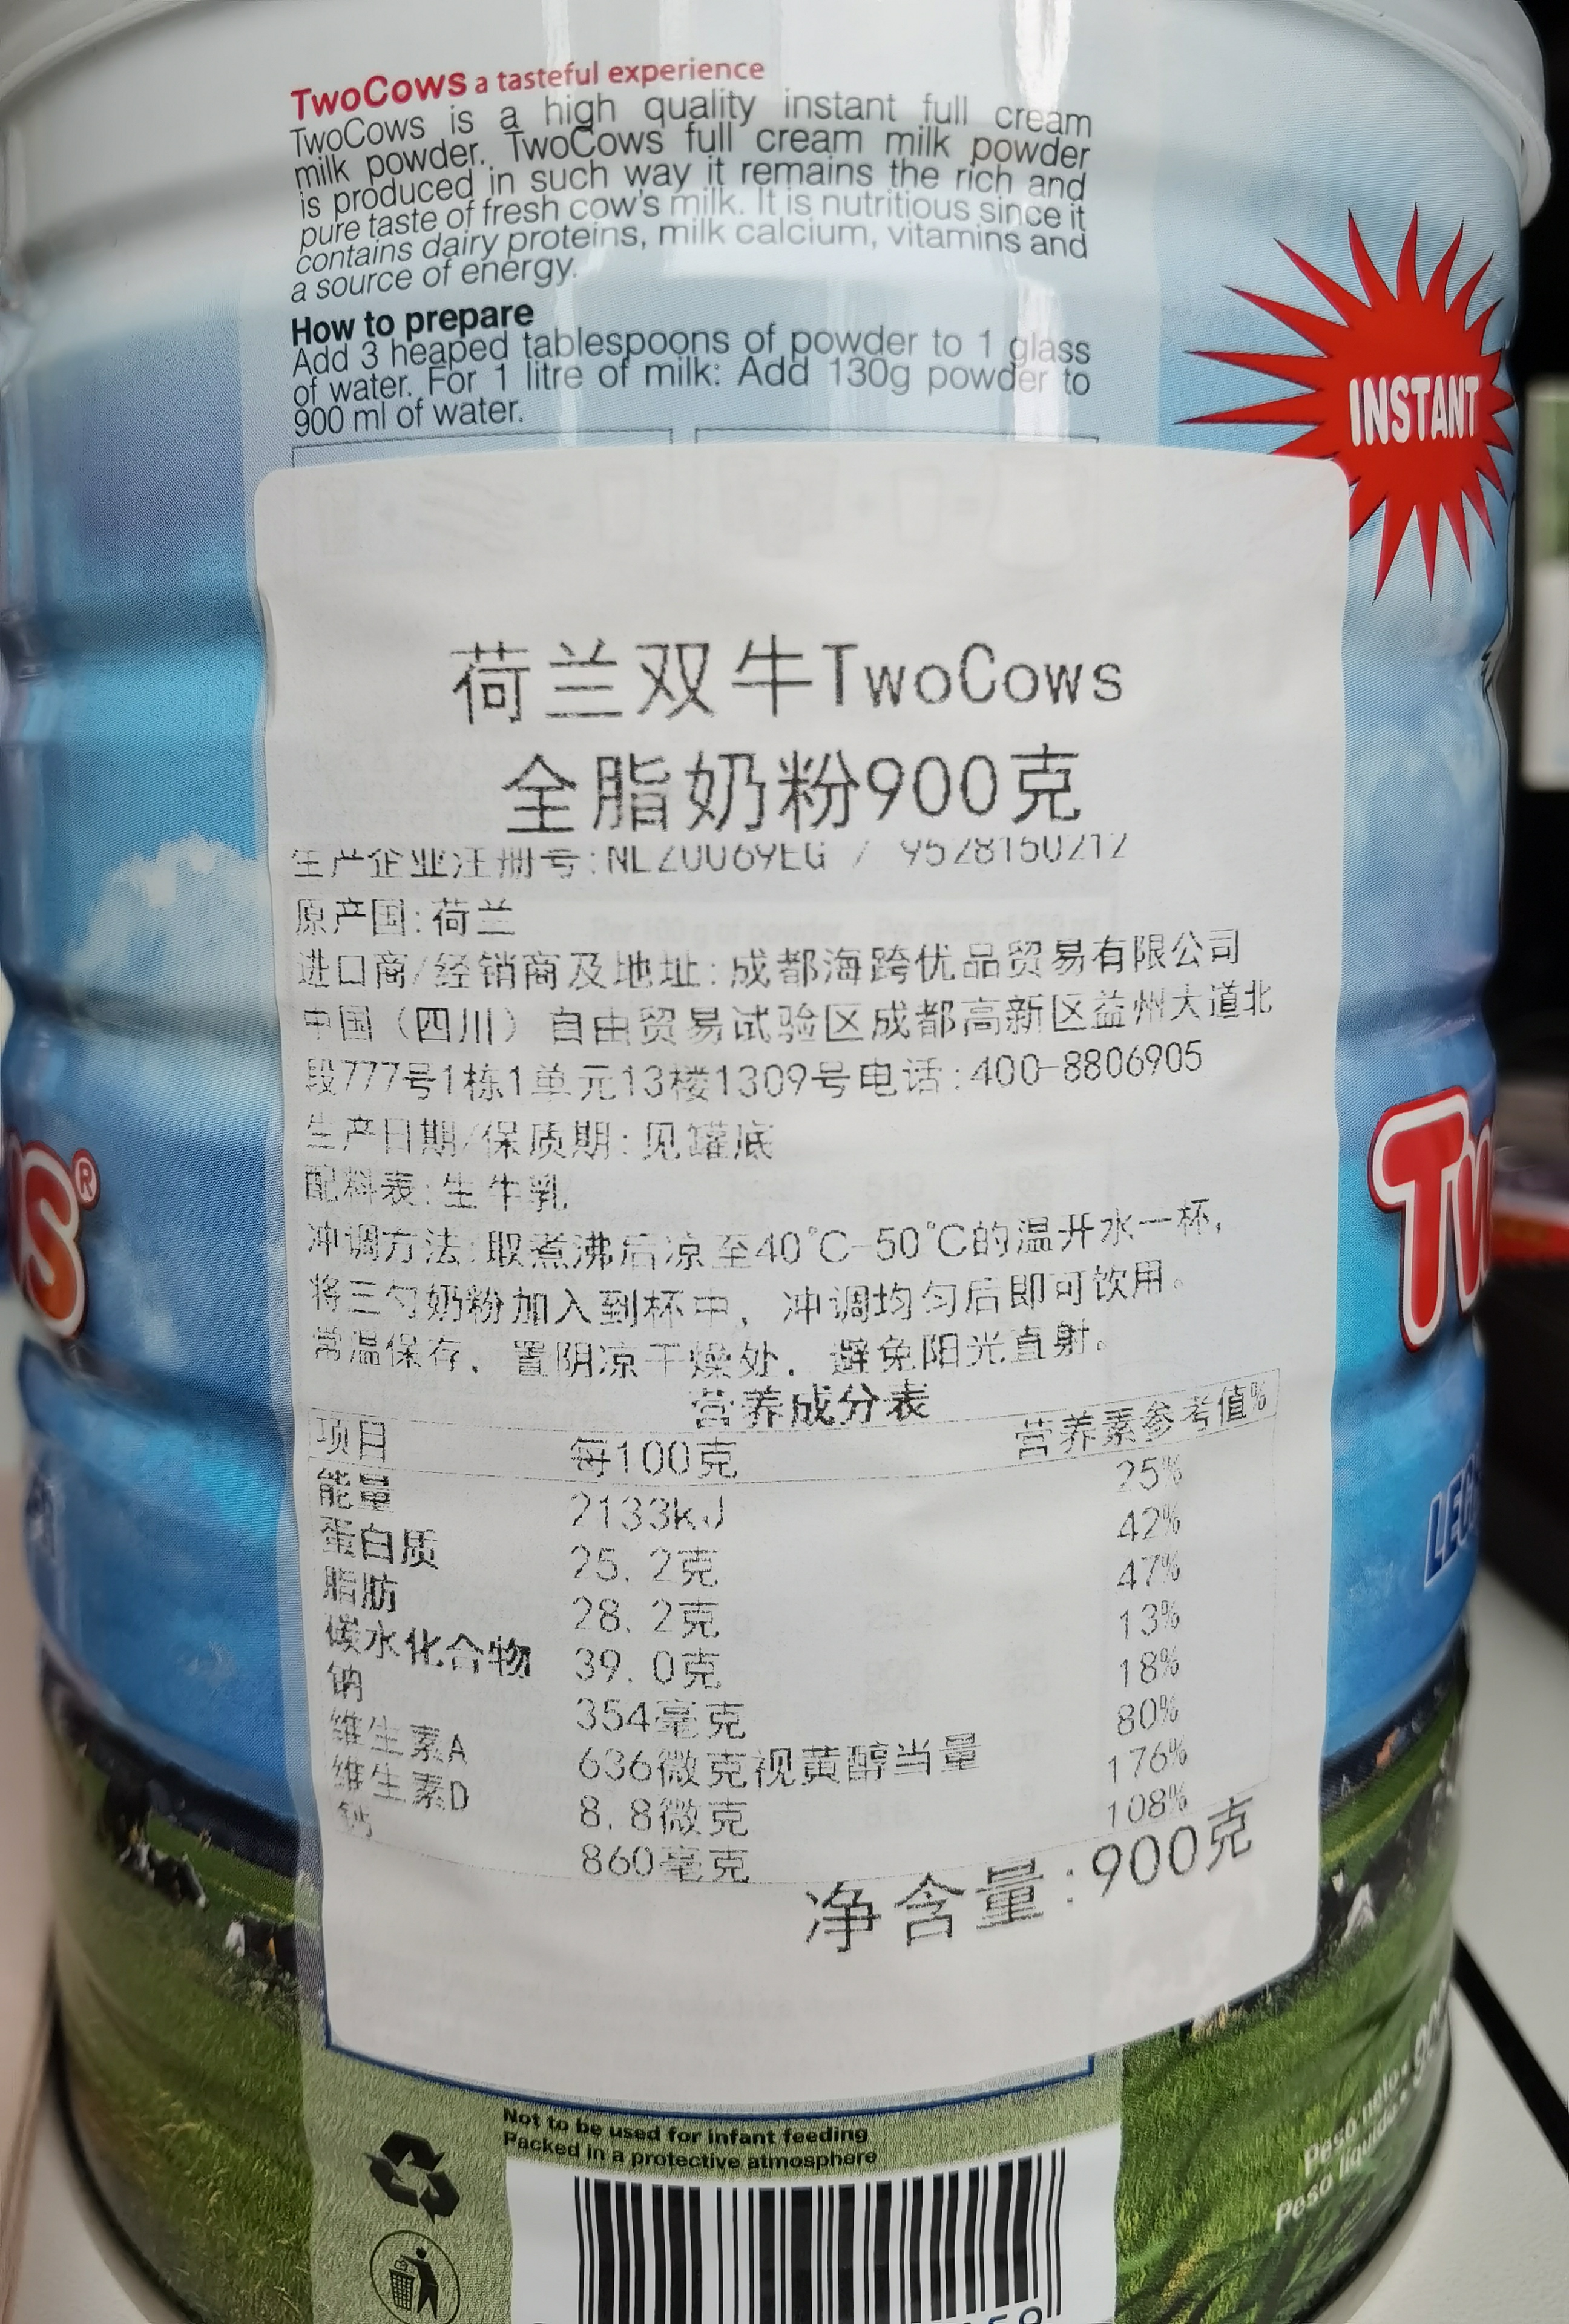 TwoCows a tasteful experience
TwoCows is a high quality instant full cream
milk powder. TwoCows full cream milk powder
is produced in such way it remains the rich and
pure taste of fresh cow's milk. It is nutritious since it
contains dairy proteins, milk calcium, vitamins and
a source of energy.
How to prepare
Add 3 heaped tablespoons of powder to 1 glass
of water. For 1 litre of milk: Add 130g powder to
900 ml of water.
INSTANT
荷兰双牛TwoCows
全脂奶粉900克
生产企业注册号:NLZ0069EG / 9528150212
原产国:荷兰
进口商/经销商及地址:成都海跨优品贸易有限公司
中国（四川）自由贸易试验区成都高新区益州大道北
段777号1栋1单元13楼1309号电话:400-8806905
生产日期/保质期:见罐底
配料表:生牛乳
冲调方法:取煮沸后凉至40°C-50°C的温开水一杯,
将三勺奶粉加入到杯中，冲调均匀后即可饮用。
常温保存，置阴凉干燥处，避免阳光直射。
营养成分表
项目 每100克 营养素参考值%
能量 2133kJ 25%
蛋白质 25.2克 42%
脂肪 28.2克 47%
碳水化合物 39.0克 13%
钠 354毫克 18%
维生素A 636微克视黄醇当量 80%
维生素D 8.8微克 176%
钙 860毫克 108%
净含量:900克
Not to be used for infant feeding
Packed in a protective atmosphere
Peso neto:
Peso líquido: